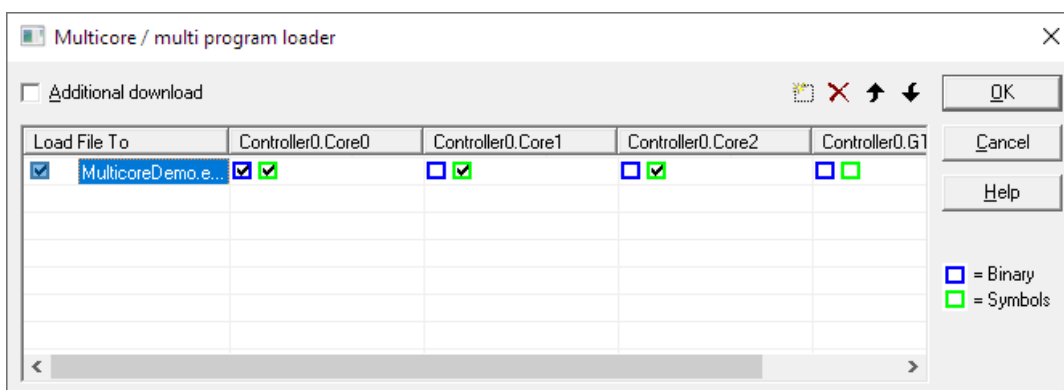 Multicore / multi program loader
Additional download
OK
Load File To Controller0.Core0 Controller0.Core1 Controller0.Core2 Controller0.G1
Cancel
MulticoreDemo.e...
Help
= Binary
= Symbols